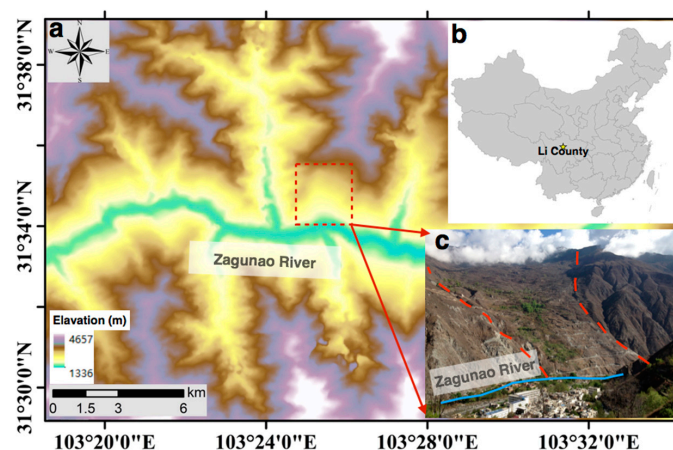 a
N
W
E
S
b
Li County
31°38'0"N
31°34'0"N
31°30'0"N
Zagunao River
c
Zagunao River
Elavation (m)
4657
1336
km
0 1.5 3 6
103°20'0"E 103°24'0"E 103°28'0"E 103°32'0"E